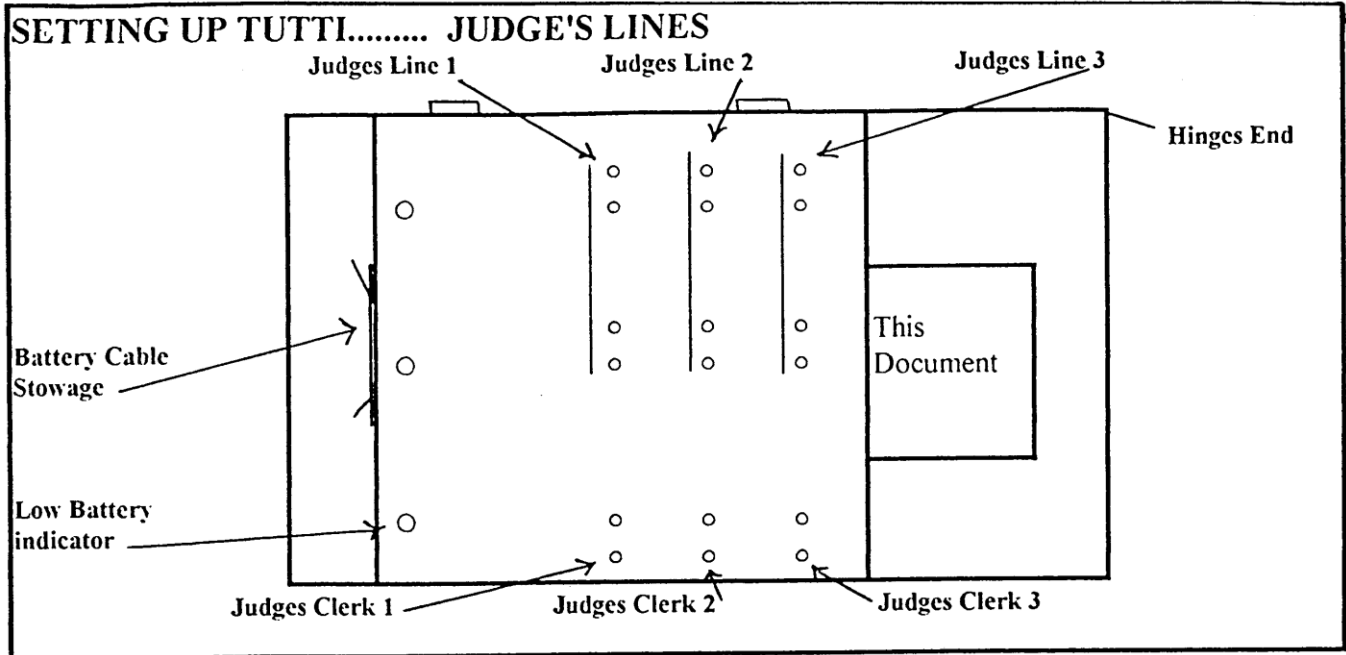 SETTING UP TUTTI......... JUDGE'S LINES
Judges Line 1
Judges Line 2
Judges Line 3
Hinges End
This
Document
Battery Cable
Stowage
Low Battery
indicator
Judges Clerk 1
Judges Clerk 2
Judges Clerk 3